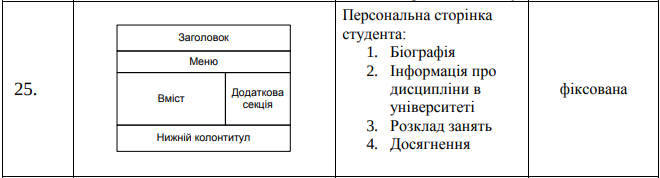 25.
Заголовок
Меню
Вміст
Додаткова
секція
Нижній колонтитул
Персональна сторінка
студента:
1. Біографія
2. Інформація про
дисципліни в
університеті
3. Розклад занять
4. Досягнення
фіксована